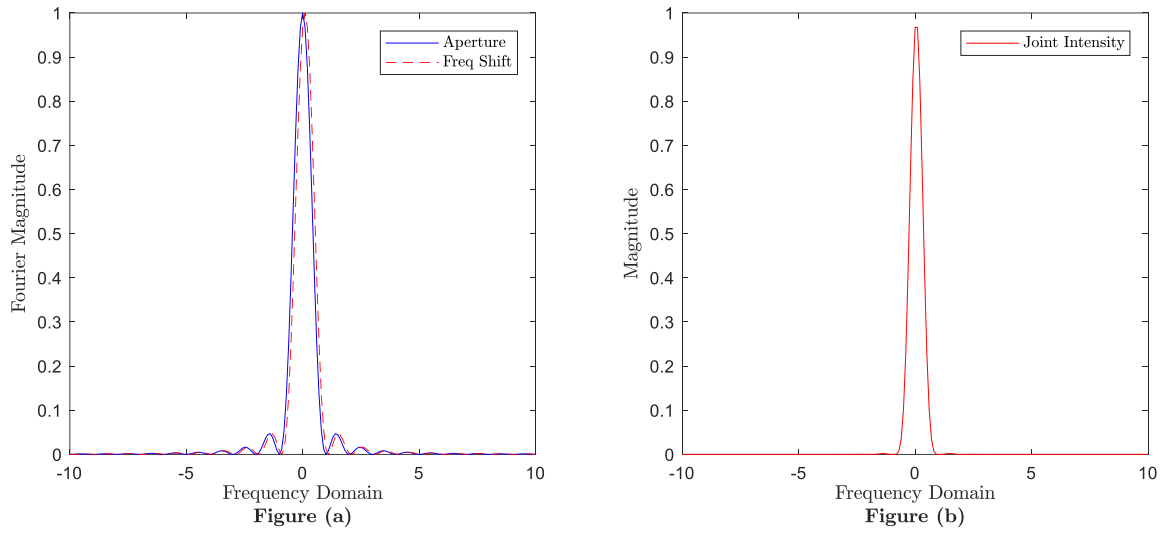 1
0.9
0.8
0.7
0.6
0.5
0.4
0.3
0.2
0.1
0
Fourier Magnitude
Aperture
Freq Shift
-10 -5 0 5 10
Frequency Domain
Figure (a)
1
0.9
0.8
0.7
0.6
0.5
0.4
0.3
0.2
0.1
0
Magnitude
Joint Intensity
-10 -5 0 5 10
Frequency Domain
Figure (b)